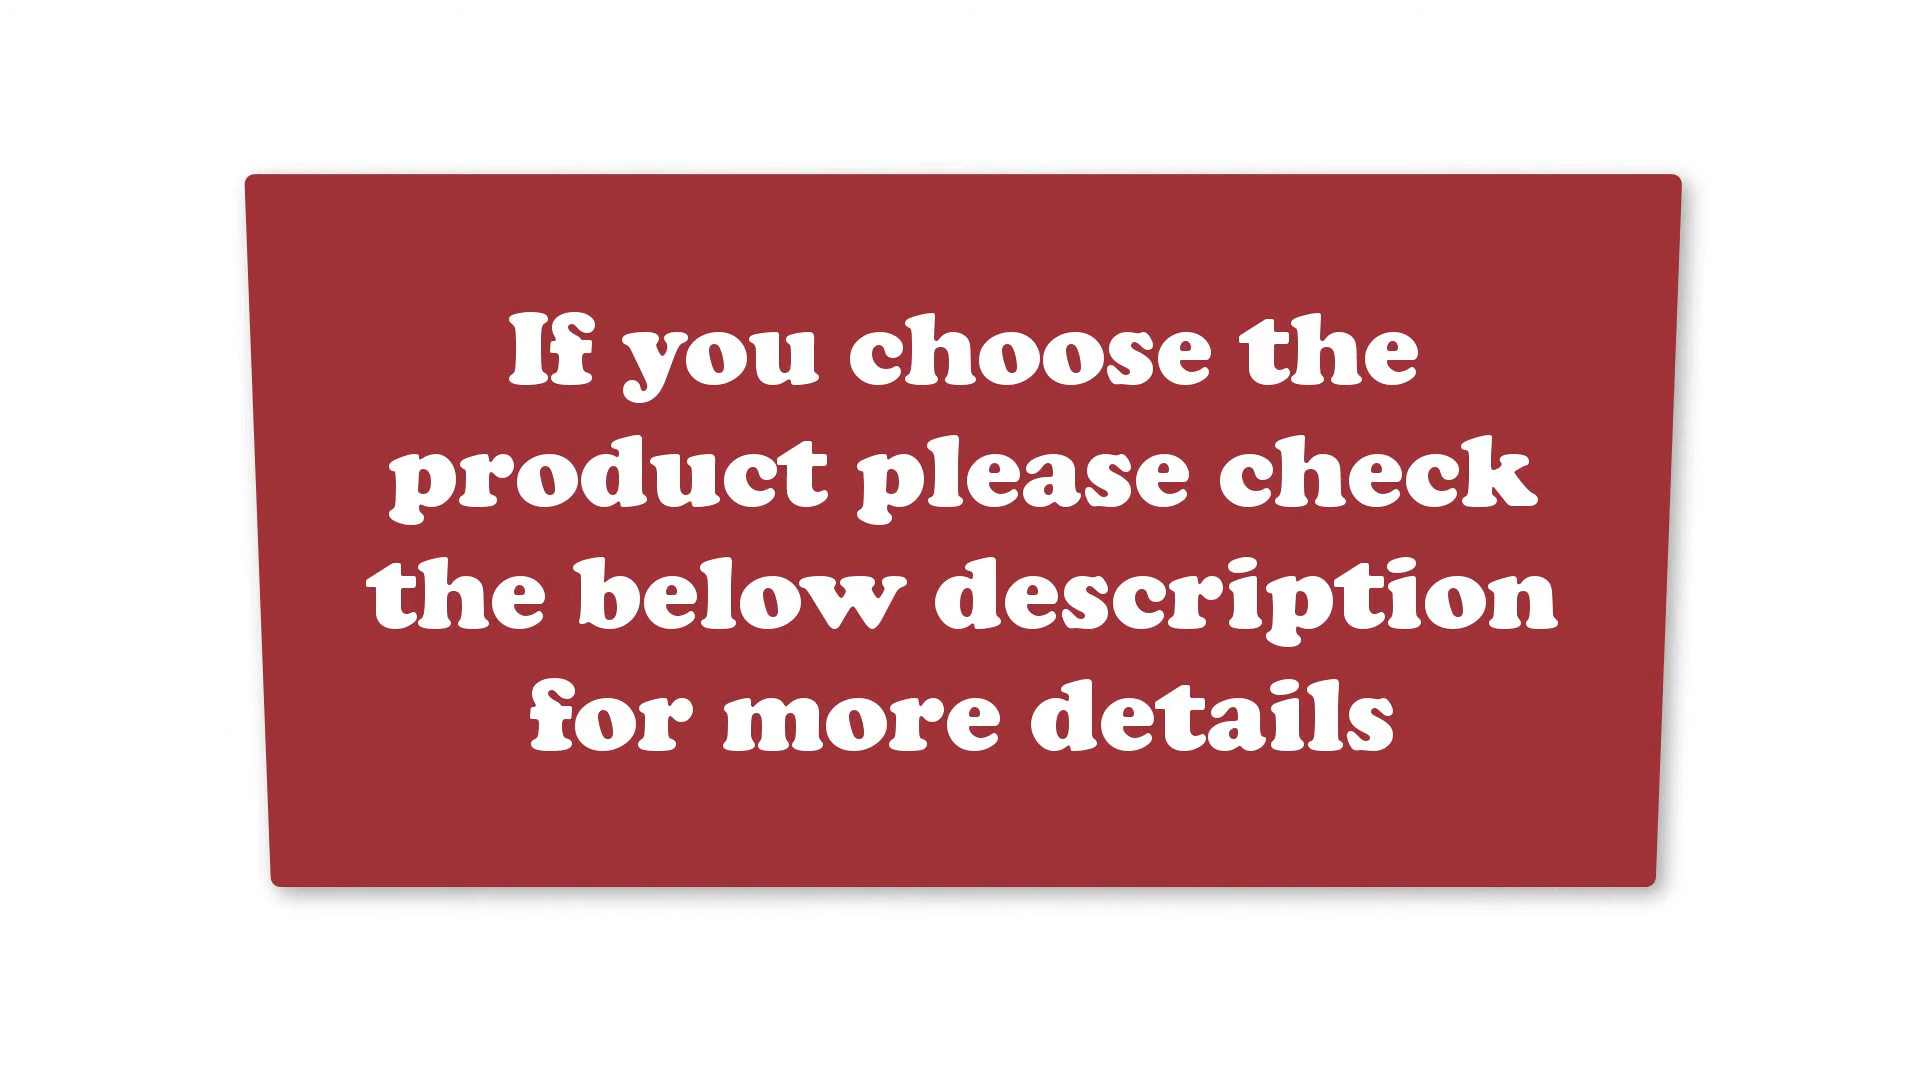 If you choose the
product please check
the below description
for more details